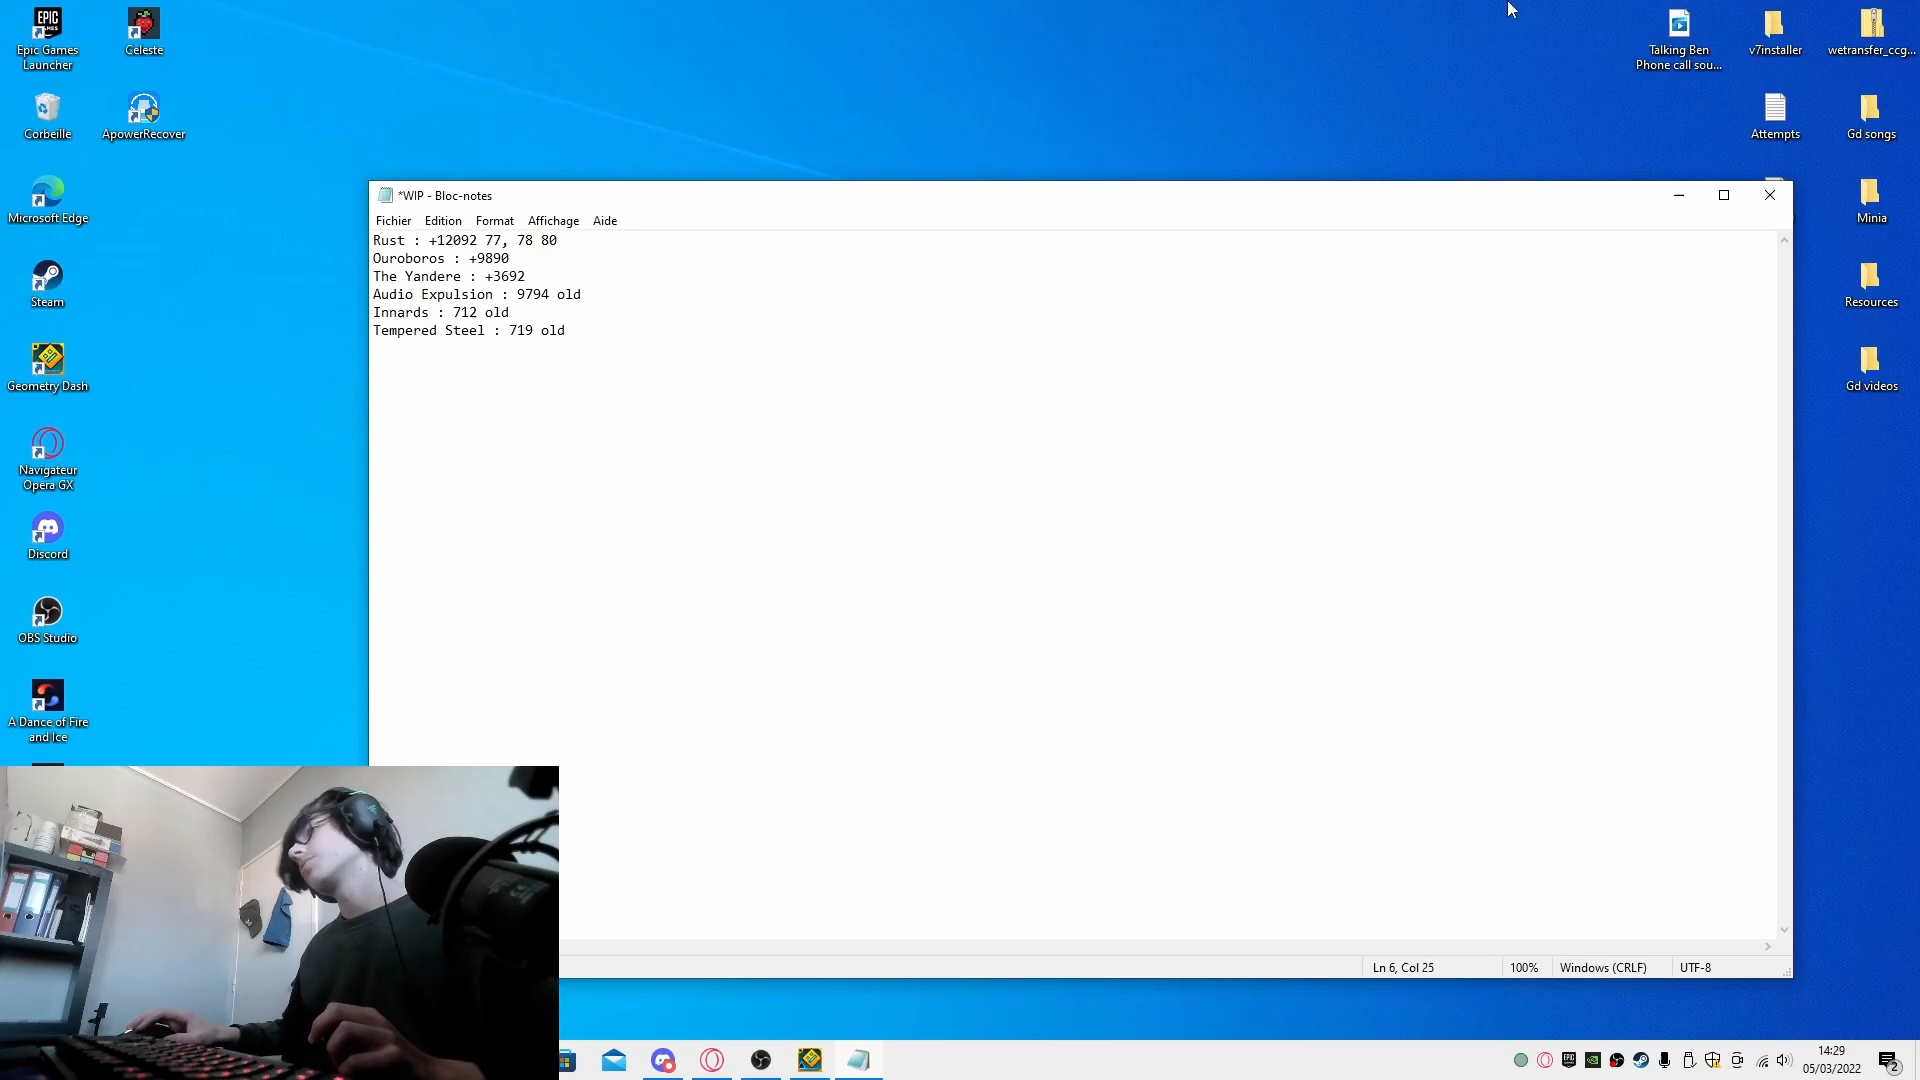 Epic Games
Launcher
Celeste
Corbeille
ApowerRecover
Microsoft Edge
Steam
Geometry Dash
Navigateur
Opera GX
Discord
OBS Studio
A Dance of Fire
and Ice
Talking Ben
Phone call sou...
v7installer
wetransfer_ccg...
Attempts
Gd songs
Minia
Resources
Gd videos
*WIP - Bloc-notes
Fichier Edition Format Affichage Aide
Rust : +12092 77, 78 80
Ouroboros : +9890
The Yandere : +3692
Audio Expulsion : 9794 old
Innards : 712 old
Tempered Steel : 719 old
Ln 6, Col 25 100% Windows (CRLF) UTF-8
14:29
05/03/2022
2